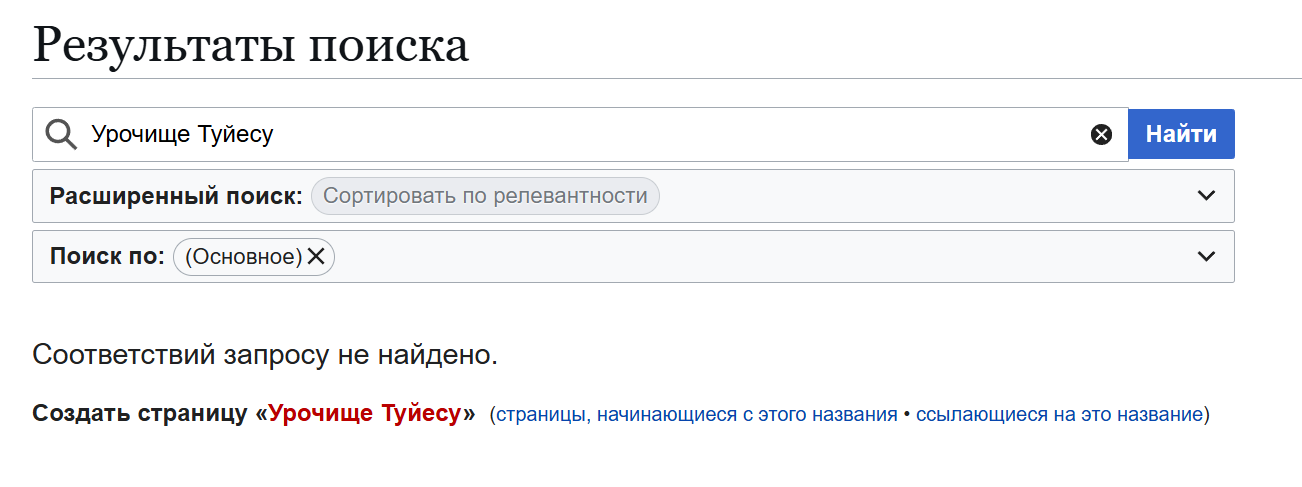 Результаты поиска
Урочище Туйесу
Найти
Расширенный поиск: Сортировать по релевантности
Поиск по: (Основное)
Соответствий запросу не найдено.
Создать страницу «Урочище Туйесу» (страницы, начинающиеся с этого названия • ссылающиеся на это название)